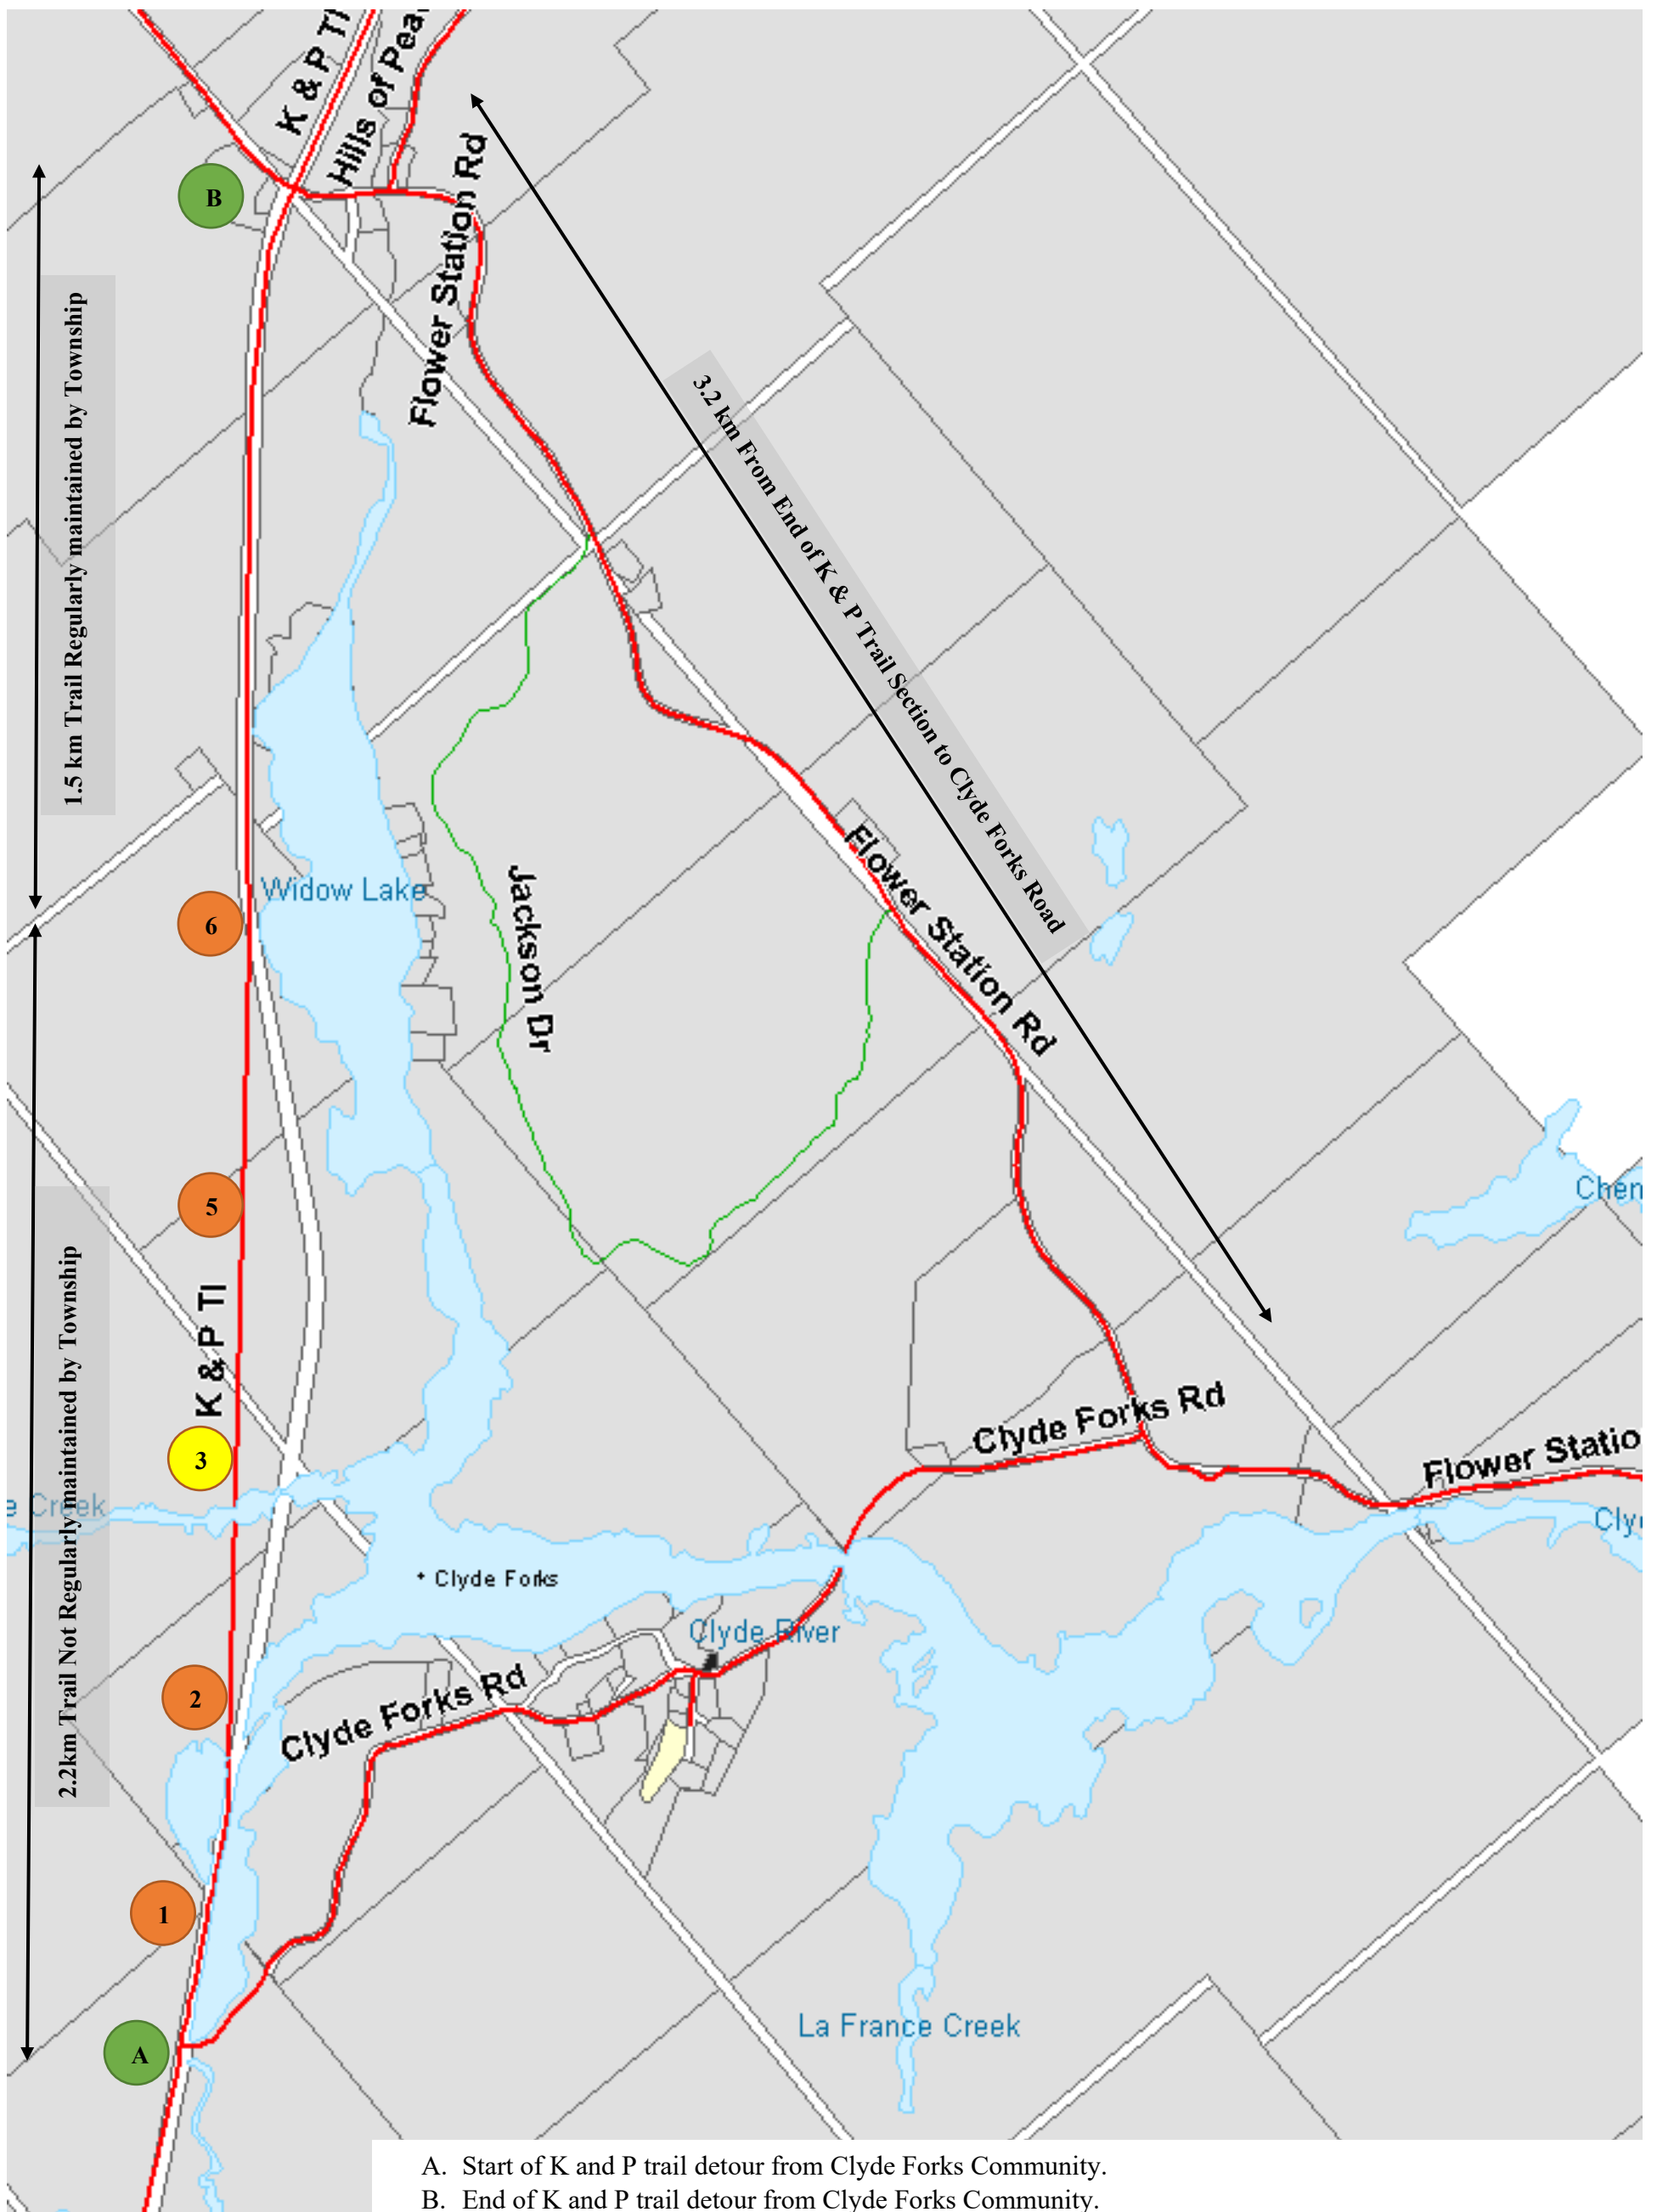 K & P Tl
Hills of Pea
B
Flower Station Rd
1.5 km Trail Regularly maintained by Township
3.2 km From End of K & P Trail Section to Clyde Forks Road
Widow Lake
6
Jackson Dr
Flower Station Rd
Chen
5
K & P Tl
2.2km Trail Not Regularly maintained by Township
3
Clyde Forks Rd
Flower Statio
e Creek
Cly
Clyde Forks
Clyde River
2
Clyde Forks Rd
1
La France Creek
A
A. Start of K and P trail detour from Clyde Forks Community.
B. End of K and P trail detour from Clyde Forks Community.